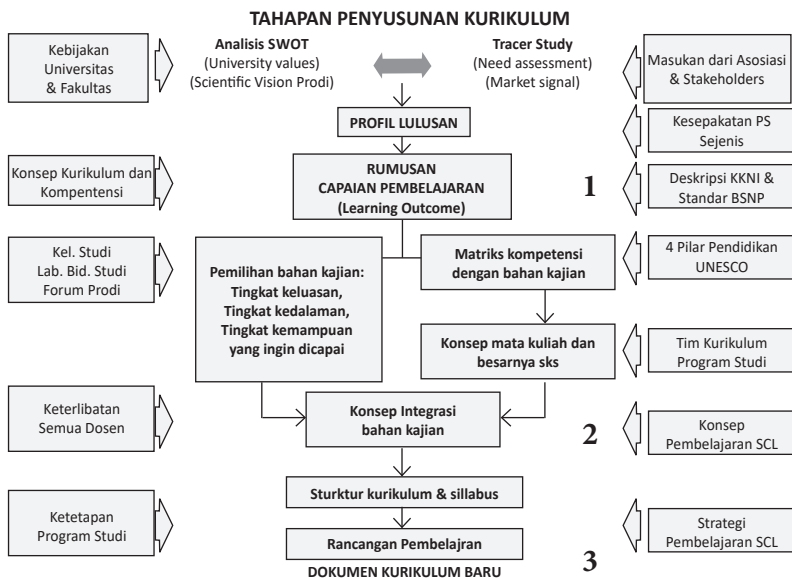 TAHAPAN PENYUSUNAN KURIKULUM
Kebijakan
Universitas
& Fakultas
Analisis SWOT
(University values)
(Scientific Vision Prodi)
Tracer Study
(Need assessment)
(Market signal)
Masukan dari Asosiasi
& Stakeholders
PROFIL LULUSAN
Kesepakatan PS
Sejenis
Konsep Kurikulum dan
Kompentensi
RUMUSAN
CAPAIAN PEMBELAJARAN
(Learning Outcome)
1
Deskripsi KKNI &
Standar BSNP
Kel. Studi
Lab. Bid. Studi
Forum Prodi
Pemilihan bahan kajian:
Tingkat keluasan,
Tingkat kedalaman,
Tingkat kemampuan
yang ingin dicapai
Matriks kompetensi
dengan bahan kajian
4 Pilar Pendidikan
UNESCO
Konsep mata kuliah dan
besarnya sks
Tim Kurikulum
Program Studi
Keterlibatan
Semua Dosen
Konsep Integrasi
bahan kajian
2
Konsep
Pembelajaran SCL
Sturktur kurikulum & sillabus
Ketetapan
Program Studi
Rancangan Pembelajran
Strategi
Pembelajaran SCL
3
DOKUMEN KURIKULUM BARU